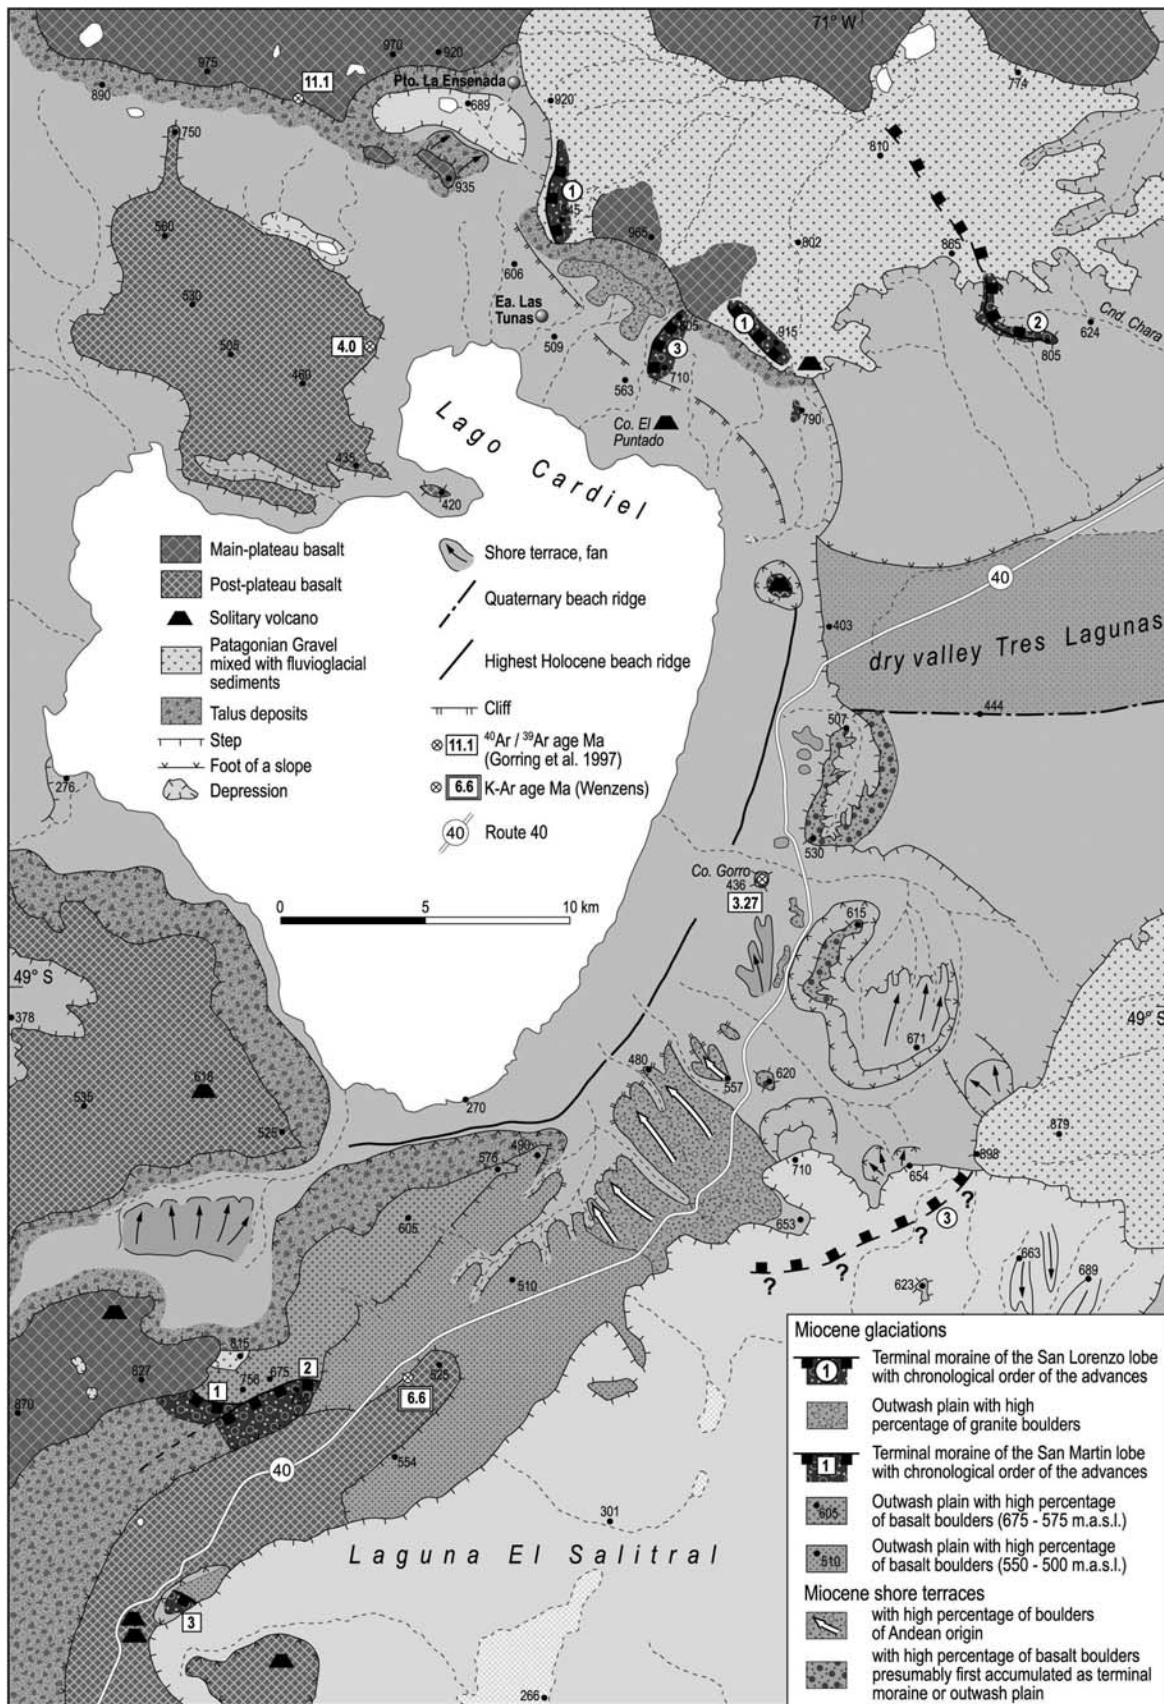 71° W
970
920
975
11.1
Pto. La Ensenada
774
890
689
920
750
810
935
1
845
560
965
802
865
606
530
Ea. Las
Tunas
2
624
Cnd. Chara
4.0
505
509
805
1
915
3
805
460
563
710
Co. El
Puntado
790
Lago
Cardiel
435
420
Main-plateau basalt
Post-plateau basalt
Solitary volcano
Patagonian Gravel
mixed with fluvioglacial
sediments
Talus deposits
Step
Foot of a slope
Depression
Shore terrace, fan
Quaternary beach ridge
Highest Holocene beach ridge
Cliff
11.1
40Ar / 39Ar age Ma
(Gorring et al. 1997)
6.6
K-Ar age Ma (Wenzens)
40
Route 40
40
403
dry valley Tres Lagunas
444
507
276
530
Co. Gorro
436
3.27
0
5
10 km
615
49° S
378
49° S
671
480
557
620
616
535
270
525
879
490
576
710
898
654
605
653
3
?
?
?
?
663
510
689
623
815
2
827
675
756
1
525
870
6.6
40
554
301
Laguna El Salitral
3
266
Miocene glaciations
1
Terminal moraine of the San Lorenzo lobe
with chronological order of the advances
Outwash plain with high
percentage of granite boulders
1
Terminal moraine of the San Martin lobe
with chronological order of the advances
605
Outwash plain with high percentage
of basalt boulders (675 - 575 m.a.s.l.)
510
Outwash plain with high percentage
of basalt boulders (550 - 500 m.a.s.l.)
Miocene shore terraces
with high percentage of boulders
of Andean origin
with high percentage of basalt boulders
presumably first accumulated as terminal
moraine or outwash plain